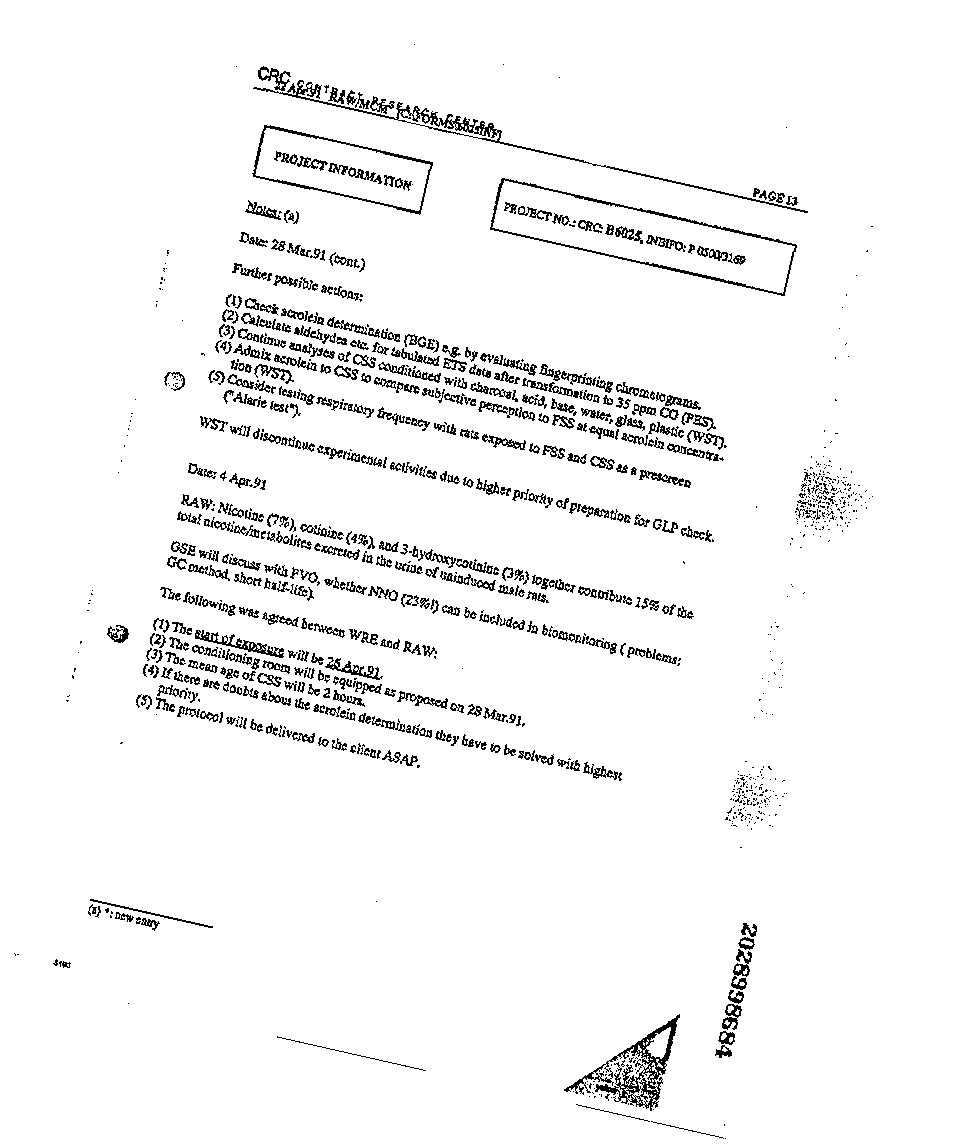 CRC CONTRACT RESEARCH CENTER
22 Apr.91 RAW/MCM
PAGE 13
PROJECT INFORMATION
PROJECT NO.: CRC: B6025, INBIFO: P 0500/3169
Notes: (a)
Date: 28 Mar.91 (cont.)
Further possible actions:
(1) Check acrolein determination (BGE) e.g. by evaluating fingerprinting chromatograms.
(2) Calculate aldehydes etc. for tabulated ETS data after transformation to 35 ppm CO (PES).
(3) Continue analyses of CSS conditioned with charcoal, acid, base, water, glass, plastic (WST).
(4) Admix acrolein to CSS to compare subjective perception to FSS at equal acrolein concentra-
tion (WST).
(5) Consider testing respiratory frequency with rats exposed to FSS and CSS as a prescreen
("Alarie test").
WST will discontinue experimental activities due to higher priority of preparation for GLP check.
Date: 4 Apr.91
RAW: Nicotine (7%), cotinine (4%), and 3-hydroxycotinine (3%) together contribute 15% of the
total nicotine/metabolites excreted in the urine of uninduced male rats.
GSE will discuss with PVO, whether NNO (23%!) can be included in biomonitoring ( problems:
GC method, short half-life).
The following was agreed between WRE and RAW:
(1) The start of exposure will be 26 Apr.91.
(2) The conditioning room will be equipped as proposed on 28 Mar.91.
(3) The mean age of CSS will be 2 hours.
(4) If there are doubts about the acrolein determination they have to be solved with highest
priority.
(5) The protocol will be delivered to the client ASAP.
(a) *: new entry
2028998684